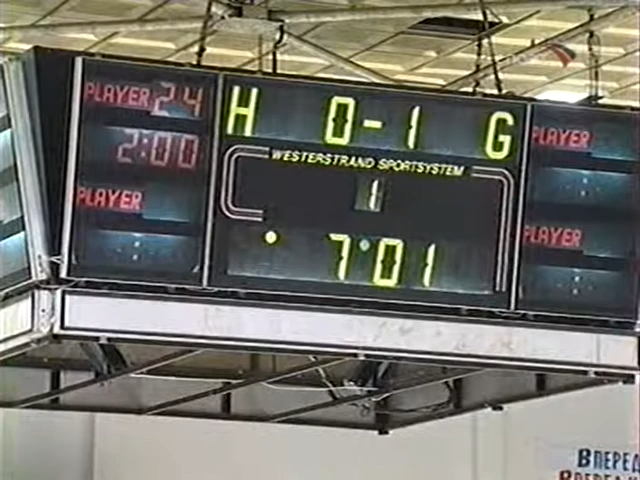 PLAYER 24
2:00
PLAYER
H 0-1 G
WESTERSTRAND SPORTSYSTEM
1
7:01
PLAYER
PLAYER
ВПЕРЕД